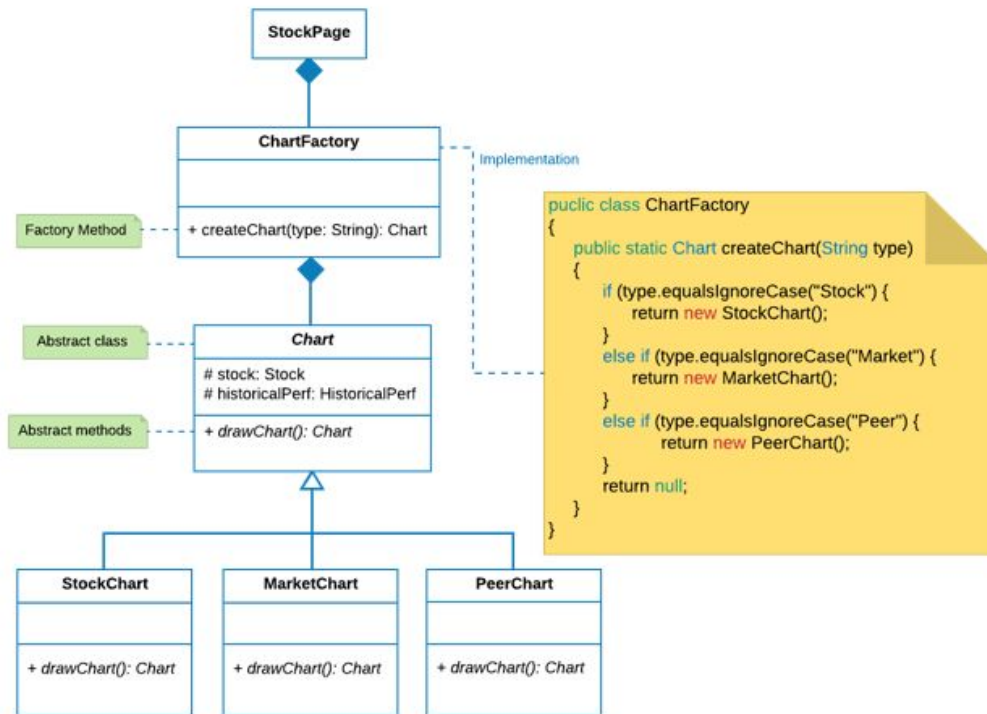 StockPage
ChartFactory
+ createChart(type: String): Chart
Factory Method
Implementation
Chart
# stock: Stock
# historicalPerf: HistoricalPerf
+ drawChart(): Chart
Abstract class
Abstract methods
StockChart
+ drawChart(): Chart
MarketChart
+ drawChart(): Chart
PeerChart
+ drawChart(): Chart
puclic class ChartFactory
{
public static Chart createChart(String type)
{
if (type.equalsIgnoreCase("Stock") {
return new StockChart();
}
else if (type.equalsIgnoreCase("Market") {
return new MarketChart();
}
else if (type.equalsIgnoreCase("Peer") {
return new PeerChart();
}
return null;
}
}